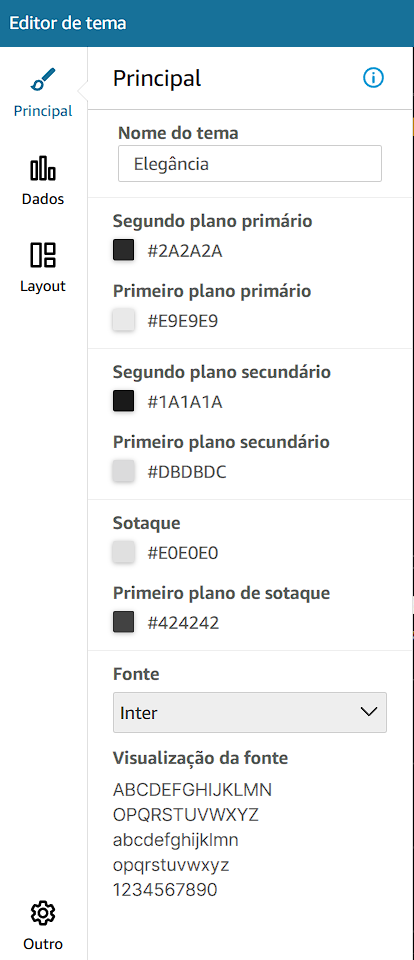 Editor de tema
Principal
Dados
Layout
Outro
Principal
Nome do tema
Elegância
Segundo plano primário
#2A2A2A
Primeiro plano primário
#E9E9E9
Segundo plano secundário
#1A1A1A
Primeiro plano secundário
#DBDBDC
Sotaque
#E0E0E0
Primeiro plano de sotaque
#424242
Fonte
Inter
Visualização da fonte
ABCDEFGHIJKLMN
OPQRSTUVWXYZ
abcdefghijklmn
opqrstuvwxyz
1234567890